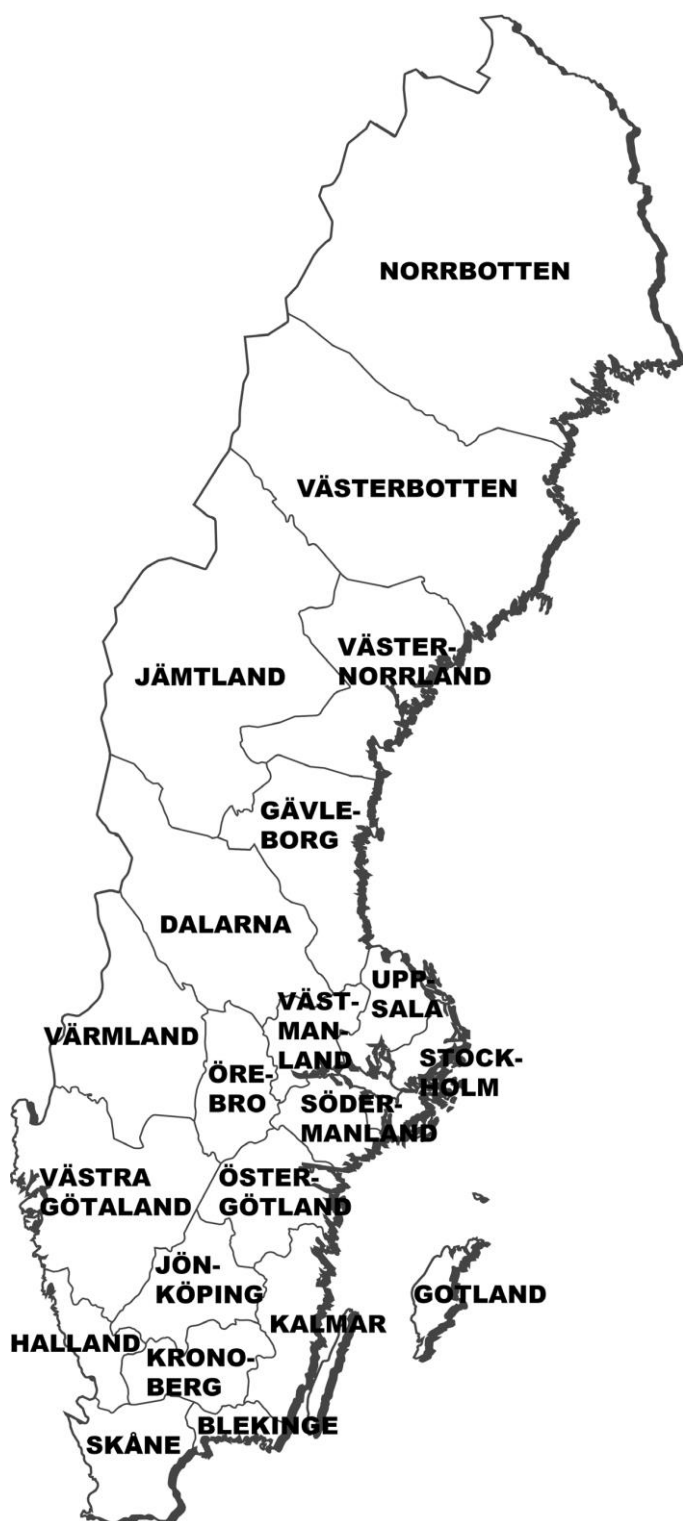 NORRBOTTEN
VÄSTERBOTTEN
VÄSTER-
NORRLAND
JÄMTLAND
GÄVLE-
BORG
DALARNA
UPP-
SALA
VÄST-
MAN-
LAND
VÄRMLAND
STOCK-
HOLM
ÖRE-
BRO
SÖDER-
MANLAND
VÄSTRA
GÖTALAND
ÖSTER-
GÖTLAND
JÖN-
KÖPING
GOTLAND
KALMAR
HALLAND
KRONO-
BERG
BLEKINGE
SKÅNE